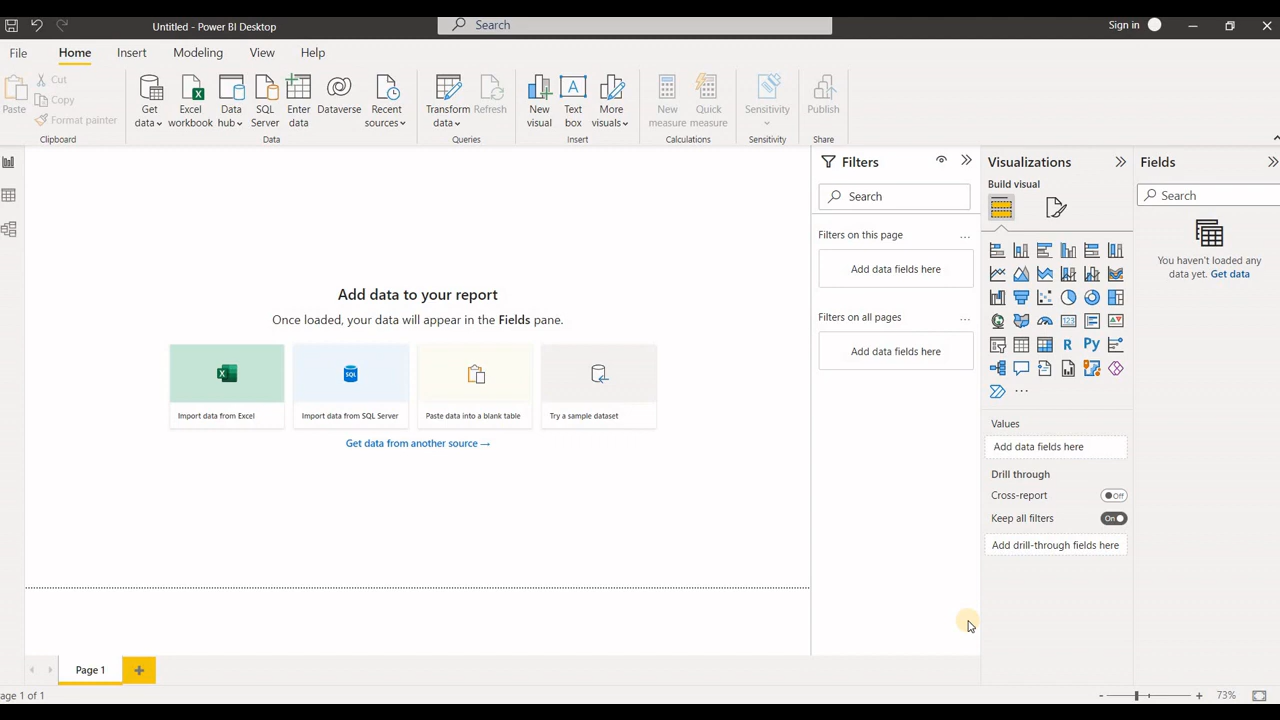 Untitled - Power BI Desktop
Search
Sign in
File Home Insert Modeling View Help
Paste
Cut
Copy
Format painter
Clipboard
Get data
Excel workbook
Data hub
SQL Server
Enter data
Dataverse
Recent sources
Data
Transform data
Refresh
Queries
New visual
Text box
More visuals
Insert
New measure
Quick measure
Calculations
Sensitivity
Sensitivity
Publish
Share
Add data to your report
Once loaded, your data will appear in the Fields pane.
Import data from Excel
SQL
Import data from SQL Server
Paste data into a blank table
Try a sample dataset
Get data from another source →
Filters
Search
Filters on this page ...
Add data fields here
Filters on all pages ...
Add data fields here
Visualizations
Build visual
123
R
Py
...
Values
Add data fields here
Drill through
Cross-report Off
Keep all filters On
Add drill-through fields here
Fields
Search
You haven't loaded any
data yet. Get data
Page 1
age 1 of 1
- + 73%